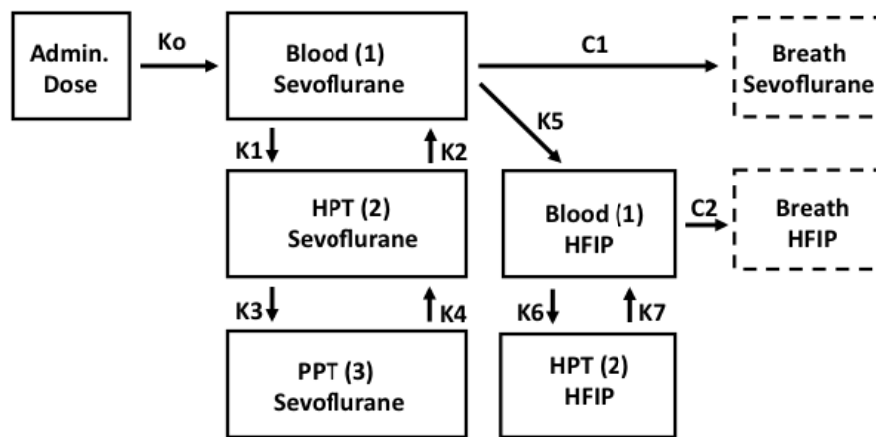 Admin.
Dose
Ko
Blood (1)
Sevoflurane
C1
Breath
Sevoflurane
K1
K2
K5
HPT (2)
Sevoflurane
Blood (1)
HFIP
C2
Breath
HFIP
K3
K4
K6
K7
PPT (3)
Sevoflurane
HPT (2)
HFIP